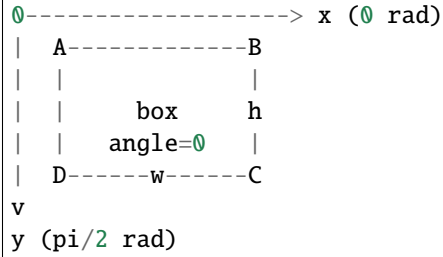 0-------------------> x (0 rad)
|  A-------------B
|  |             |
|  |     box     h
|  |   angle=0   |
|  D------w------C
v
y (pi/2 rad)